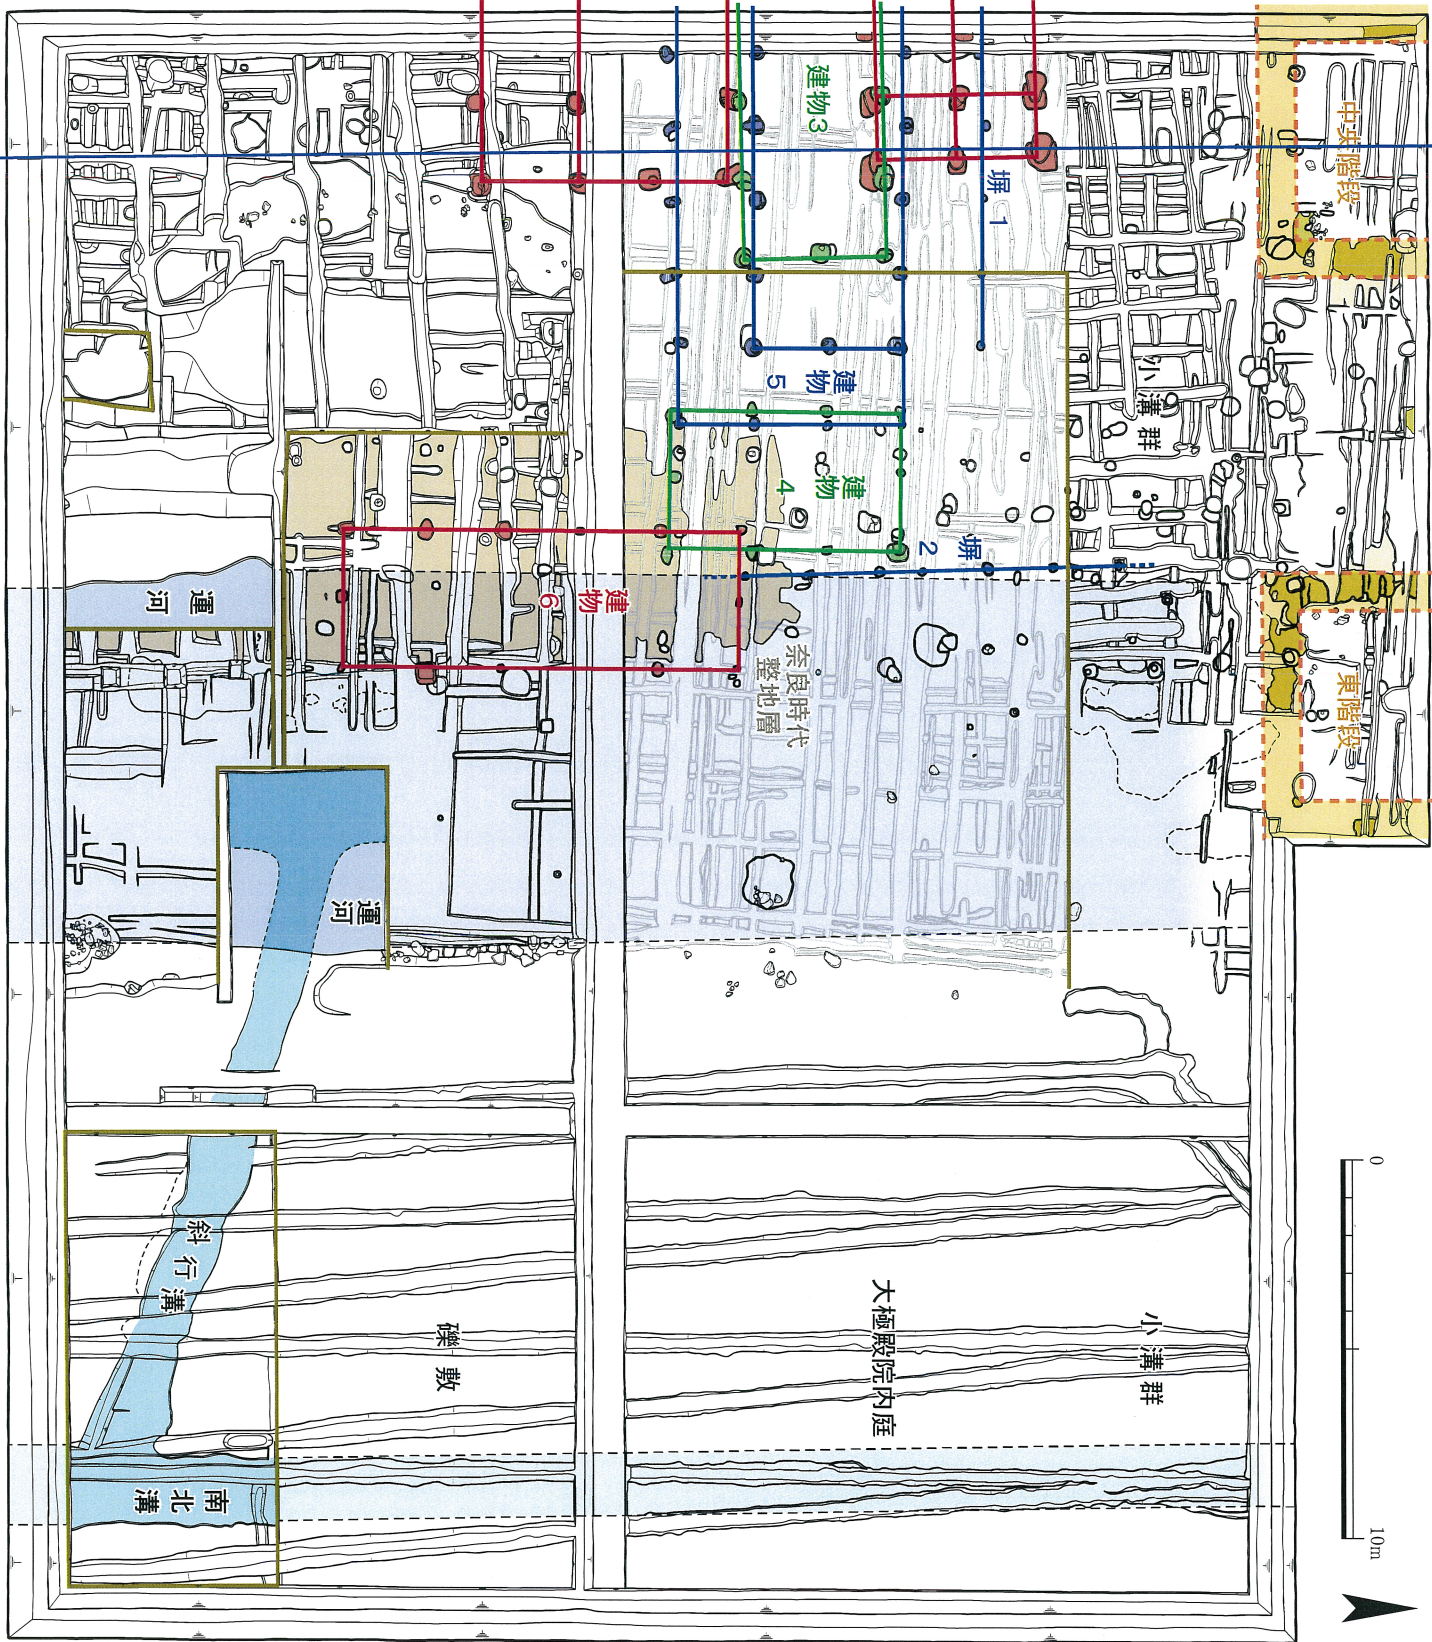 中央階段
東階段
建物3
塀1
小溝群
建物5
建物4
塀2
建物6
奈良時代
整地層
運河
運河
斜行溝
礫敷
大極殿院内庭
小溝群
南北溝
0
10m